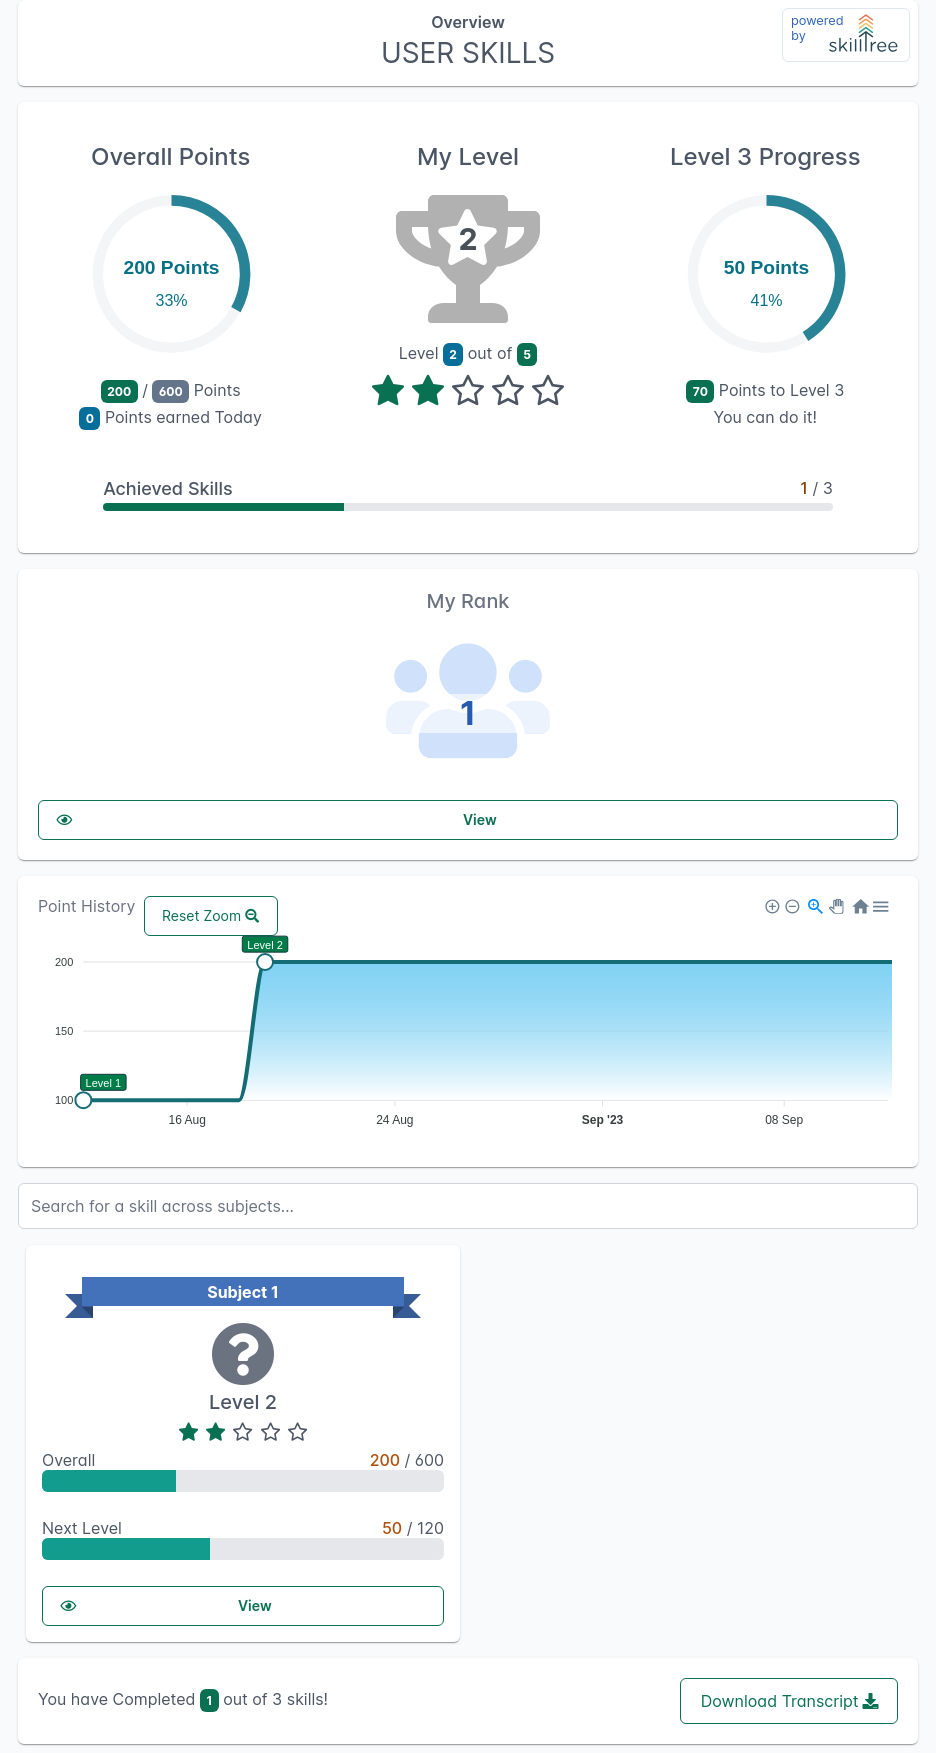 Overview
USER SKILLS
powered by
skilltree
Overall Points
200 Points
33%
200 / 600 Points
0 Points earned Today
My Level
2
Level 2 out of 5
Level 3 Progress
50 Points
41%
70 Points to Level 3
You can do it!
Achieved Skills 1 / 3
My Rank
1
View
Point History
Reset Zoom
Level 2
200
150
Level 1
100
16 Aug 24 Aug Sep '23 08 Sep
Search for a skill across subjects...
Subject 1
Level 2
Overall 200 / 600
Next Level 50 / 120
View
You have Completed 1 out of 3 skills!
Download Transcript